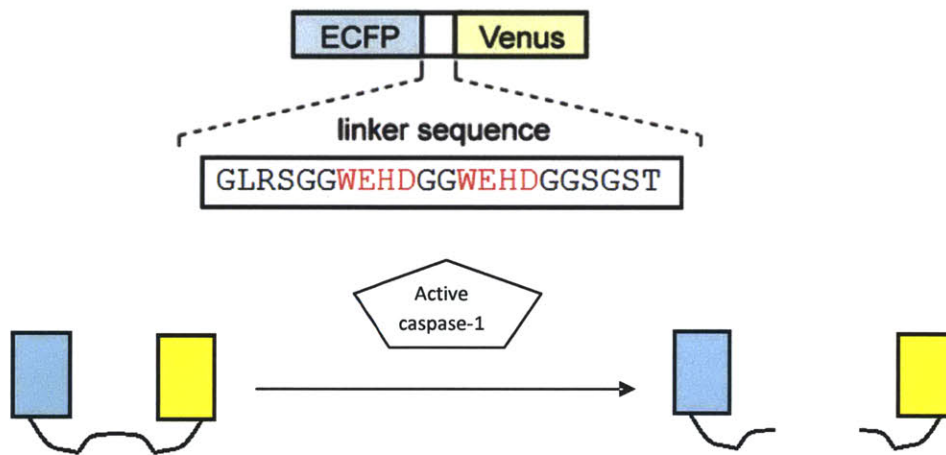 ECFP Venus
linker sequence
GLRSGGWEHDGGWEHDGGSGST
Active
caspase-1